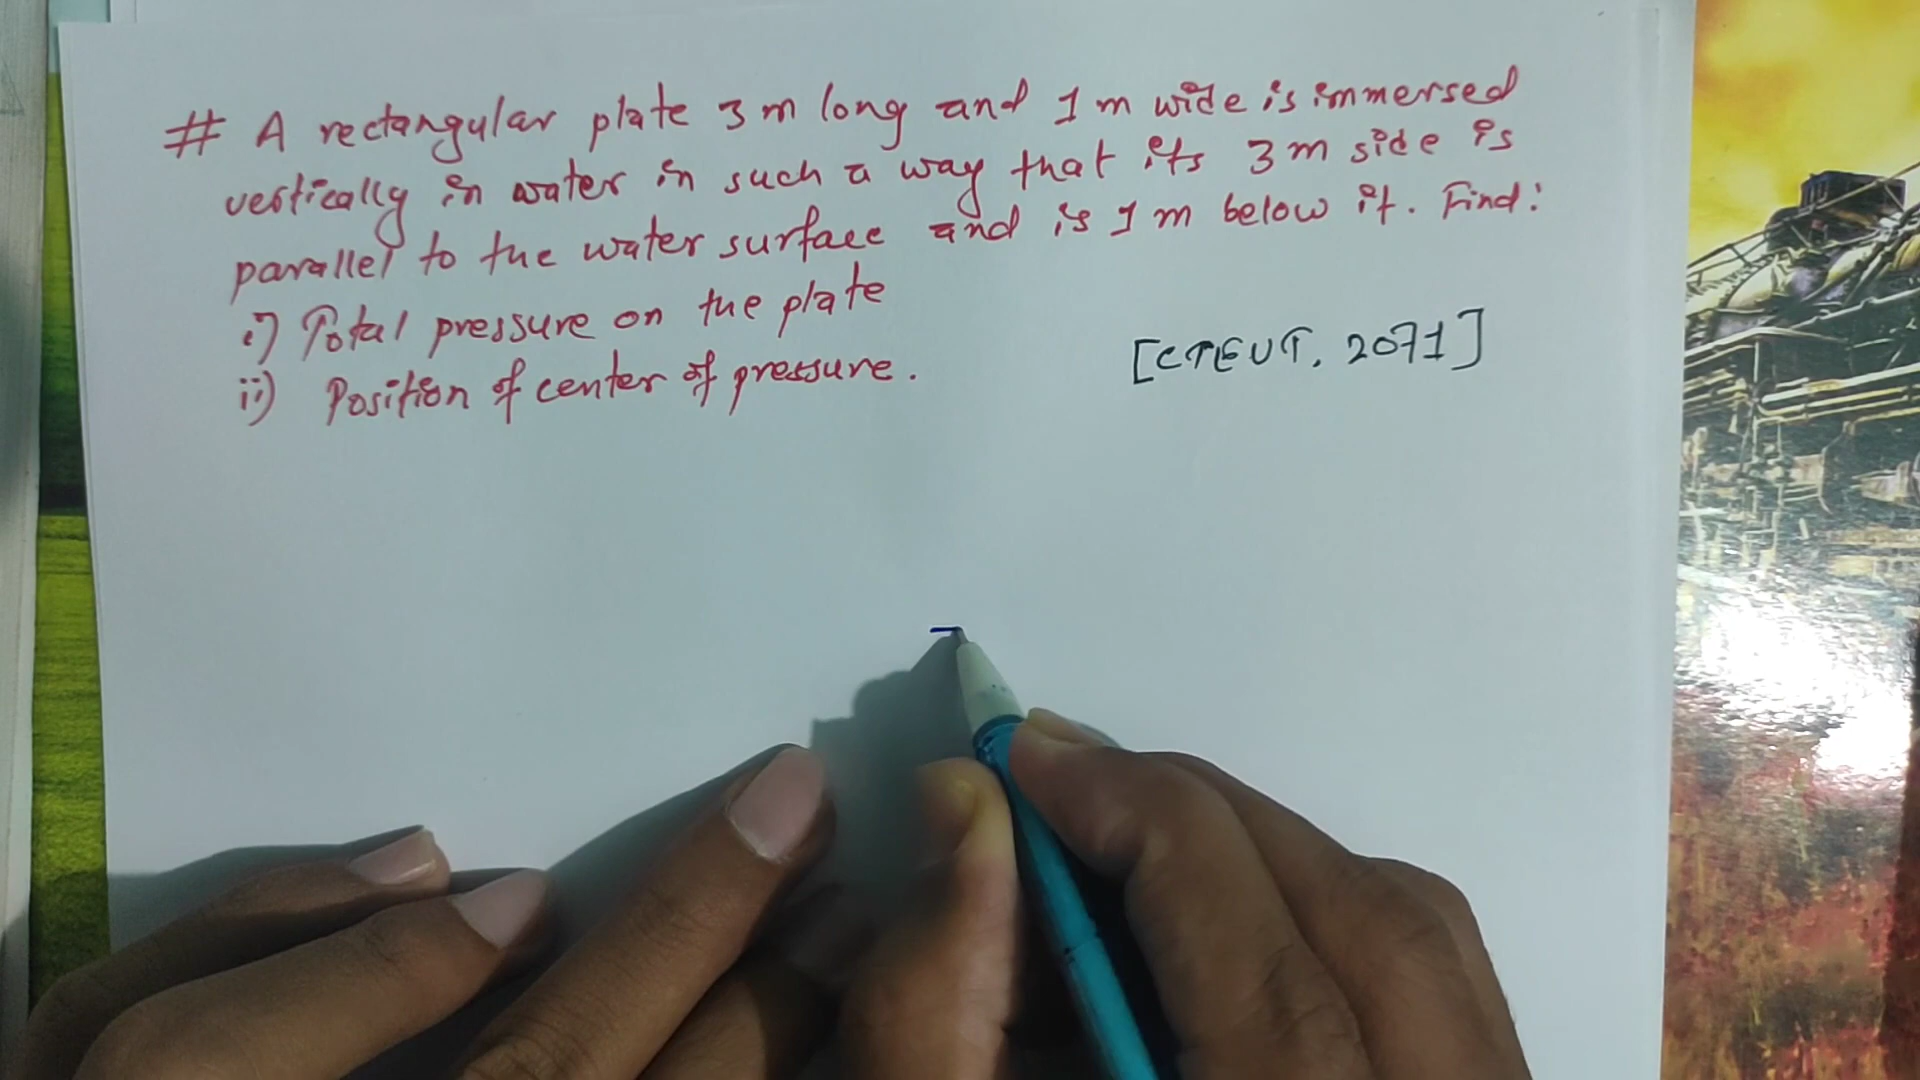 # A rectangular plate 3 m long and 1 m wide is immersed
vertically in water in such a way that its 3 m side is
parallel to the water surface and is 1 m below it. Find:
i) Total pressure on the plate
ii) Position of center of pressure.
[CTEVT, 2071]